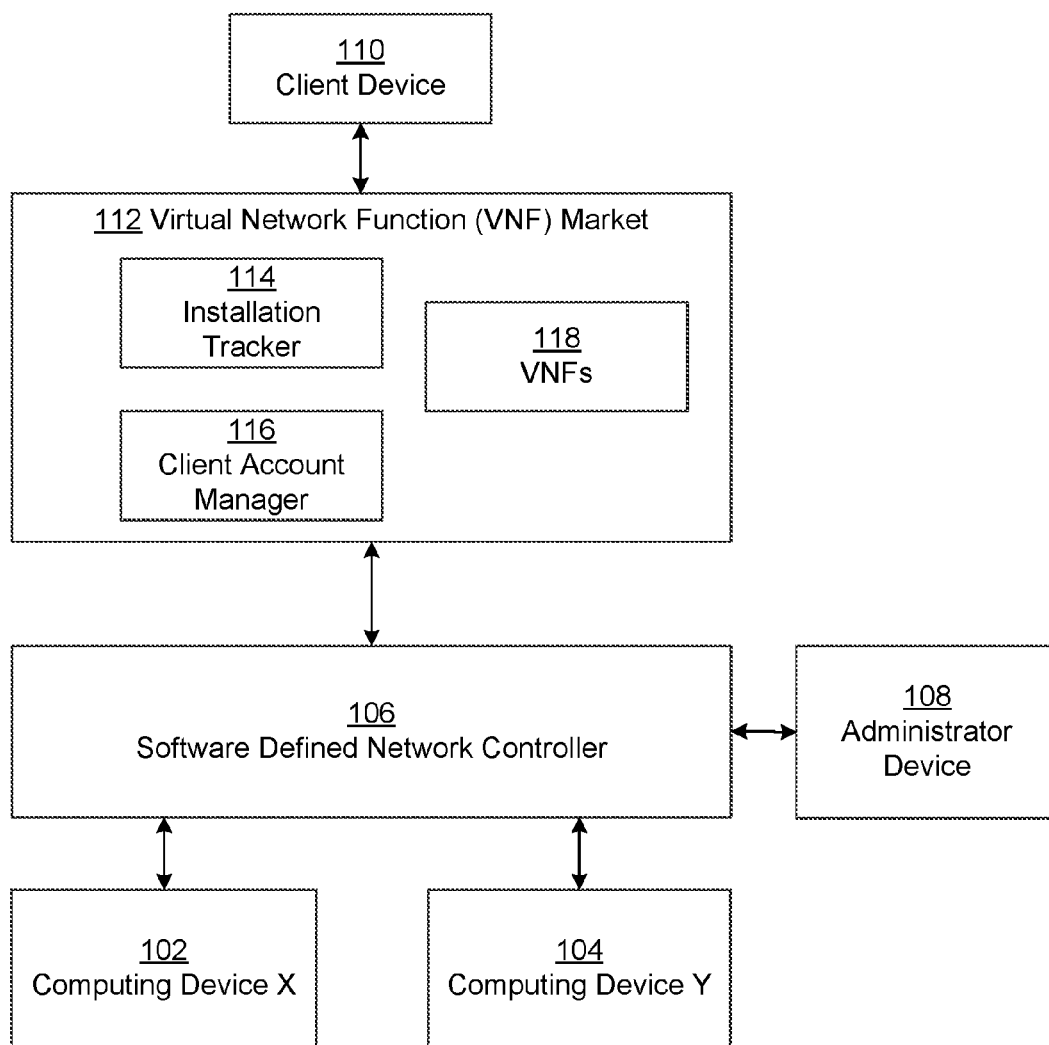 110
Client Device
112 Virtual Network Function (VNF) Market
114
Installation
Tracker
118
VNFs
116
Client Account
Manager
106
Software Defined Network Controller
108
Administrator
Device
102
Computing Device X
104
Computing Device Y